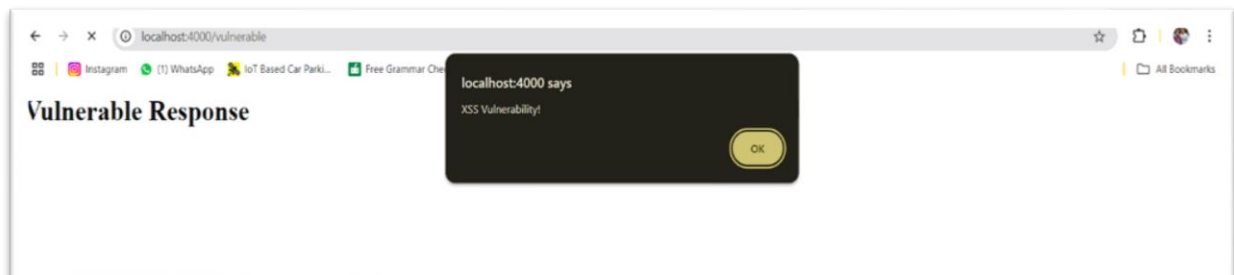 localhost:4000/vulnerable
Instagram (1) WhatsApp IoT Based Car Parki... Free Grammar Che All Bookmarks
localhost:4000 says
XSS Vulnerability!
OK
Vulnerable Response